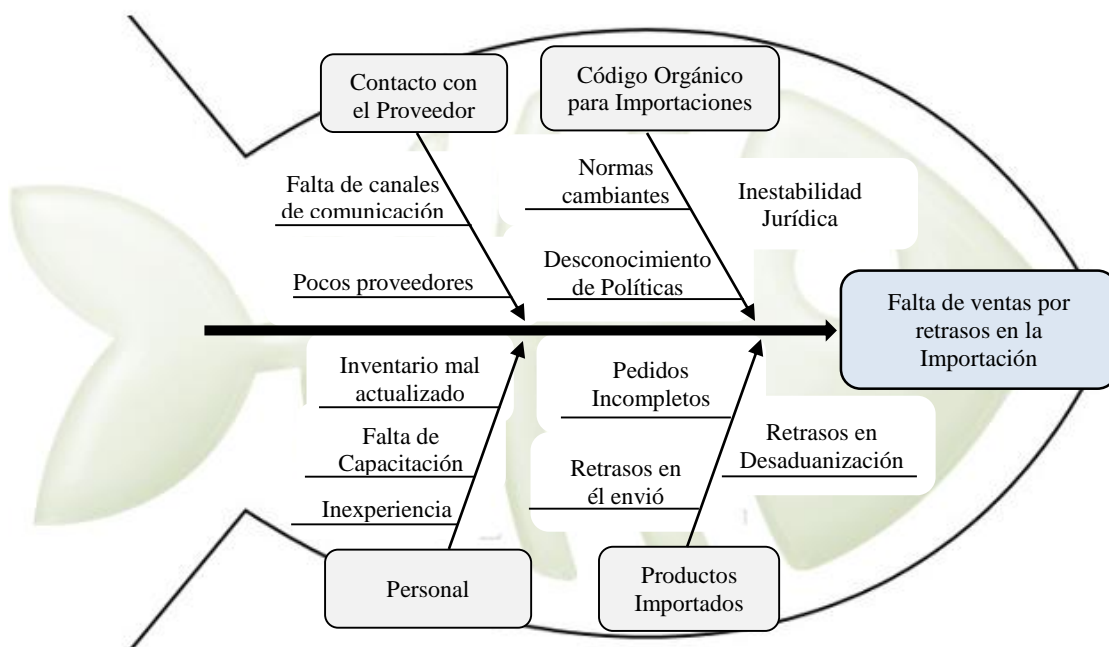 Contacto con
el Proveedor
Código Orgánico
para Importaciones
Falta de canales
de comunicación
Pocos proveedores
Normas
cambiantes
Inestabilidad
Jurídica
Desconocimiento
de Políticas
Falta de ventas por
retrasos en la
Importación
Inventario mal
actualizado
Falta de
Capacitación
Inexperiencia
Pedidos
Incompletos
Retrasos en
él envió
Retrasos en
Desaduanización
Personal
Productos
Importados